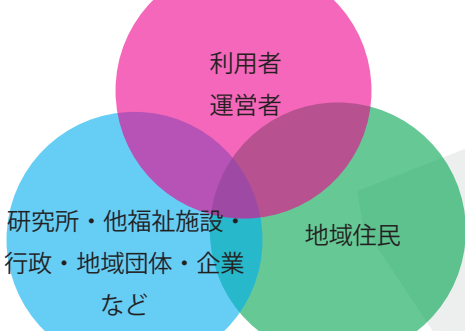 利用者
運営者
研究所・他福祉施設・
行政・地域団体・企業
など
地域住民